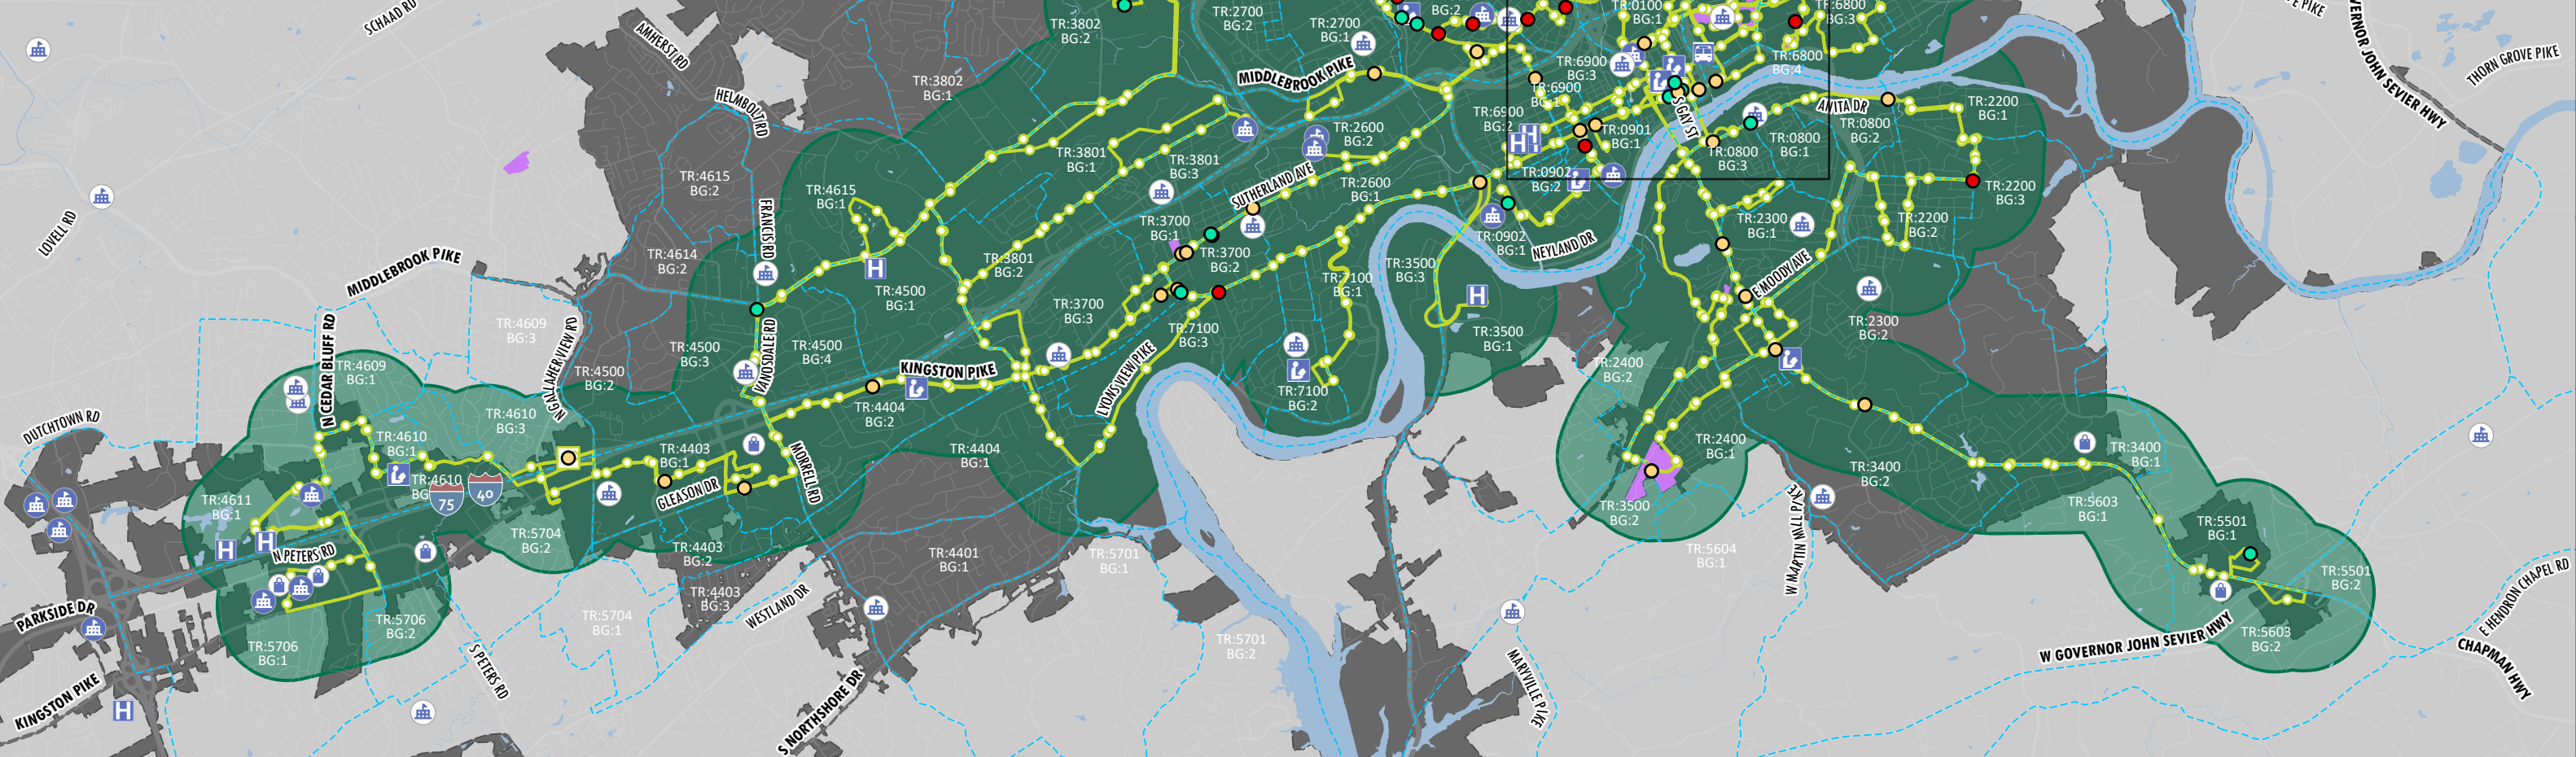 SCHAAD RD
AMHERST RD
TR:3802
BG:2
TR:2700
BG:2
TR:2700
BG:1
BG:2
TR:0100
BG:1
TR:6800
BG:3
E PIKE
VERNOR JOHN SEVIER HWY
THORN GROVE PIKE
TR:3802
BG:1
MIDDLEBROOK PIKE
TR:6900
BG:3
TR:6800
BG:4
HELMBOLT RD
TR:6900
BG:1
TR:6900
BG:2
S GAY ST
ANITA DR
TR:2200
BG:1
TR:2600
BG:2
TR:0901
BG:1
TR:0800
BG:1
TR:0800
BG:2
TR:0800
BG:3
TR:3801
BG:1
TR:3801
BG:3
TR:4615
BG:2
TR:4615
BG:1
SUTHERLAND AVE
TR:2600
BG:1
TR:0902
BG:2
TR:2200
BG:3
LOVELL RD
FRANCIS RD
TR:3700
BG:1
TR:3700
BG:2
TR:0902
BG:1
NEYLAND DR
TR:2300
BG:1
TR:2200
BG:2
MIDDLEBROOK PIKE
TR:4614
BG:2
TR:3801
BG:2
TR:3500
BG:3
TR:7100
BG:1
E MOODY AVE
TR:4500
BG:1
TR:3700
BG:3
TR:7100
BG:3
TR:3500
BG:1
TR:2300
BG:2
TR:4609
BG:3
N CEDAR BLUFF RD
N GALLAHER VIEW RD
TR:4500
BG:3
VANOSDALE RD
TR:4500
BG:4
KINGSTON PIKE
LYONS VIEW PIKE
TR:2400
BG:2
TR:4609
BG:1
TR:4500
BG:2
TR:7100
BG:2
DUTCHTOWN RD
TR:4610
BG:3
TR:4404
BG:2
TR:4610
BG:1
TR:4403
BG:1
MORRELL RD
TR:4404
BG:1
TR:2400
BG:1
TR:3400
BG:1
TR:4610
75
40
GLEASON DR
TR:3400
BG:2
TR:4611
BG:1
TR:3500
BG:2
TR:5603
BG:1
W MARTIN MILL PIKE
TR:5501
BG:1
TR:5704
BG:2
TR:4403
BG:2
N PETERS RD
TR:4401
BG:1
TR:5701
BG:1
TR:5604
BG:1
TR:5501
BG:2
E HENDRON CHAPEL RD
PARKSIDE DR
TR:4403
BG:3
WESTLAND DR
TR:5704
BG:1
TR:5706
BG:2
TR:5706
BG:1
TR:5701
BG:2
TR:5603
BG:2
W GOVERNOR JOHN SEVIER HWY
CHAPMAN HWY
KINGSTON PIKE
S PETERS RD
S NORTHSHORE DR
MARYVILLE PIKE
H
H
H
H
H
H
H